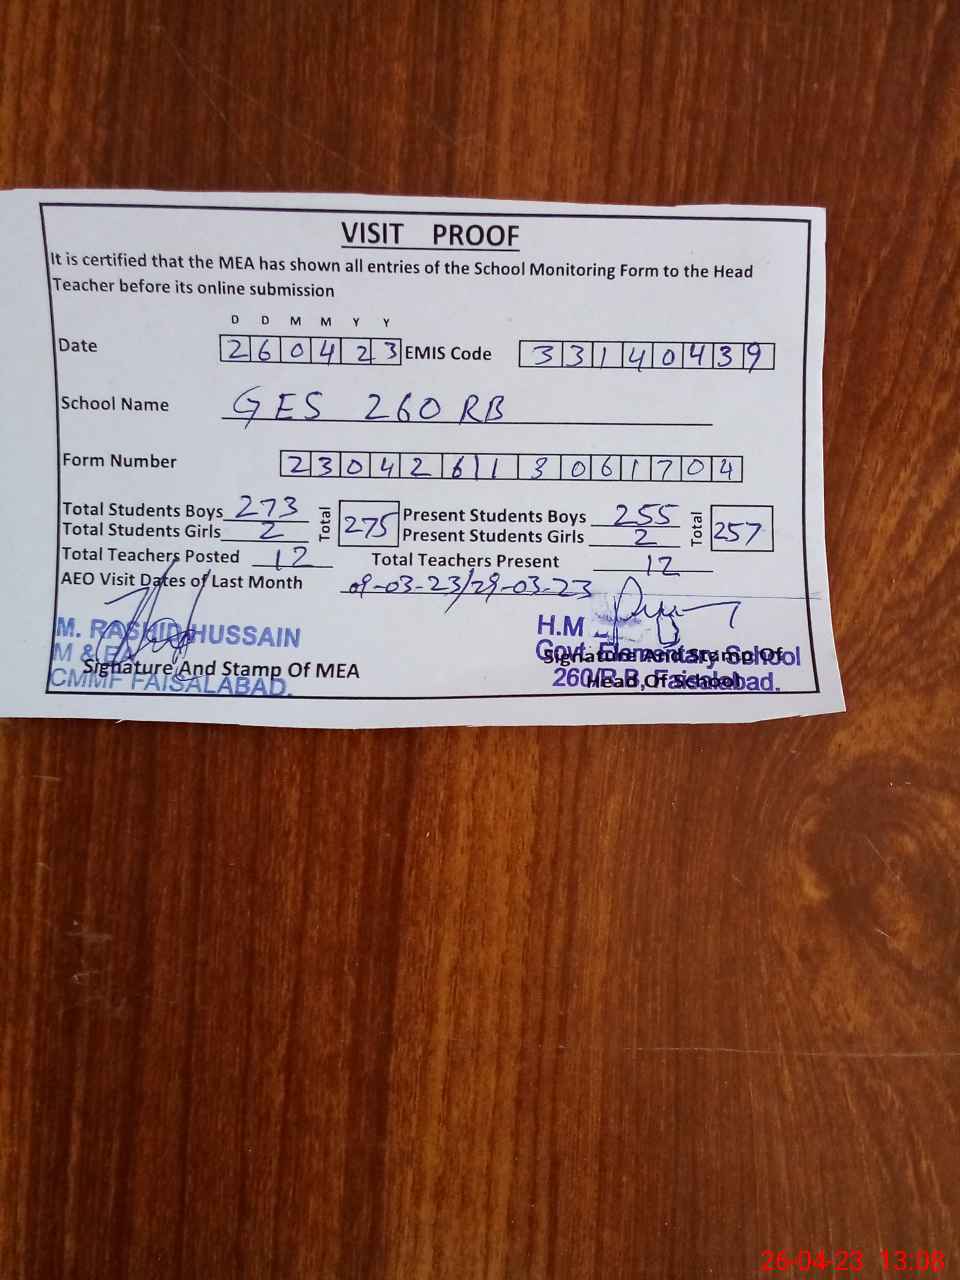 VISIT PROOF
It is certified that the MEA has shown all entries of the School Monitoring Form to the Head
Teacher before its online submission
D D M M Y Y
Date 260423 EMIS Code 33140439
School Name GES 260 RB
Form Number 230426113061704
Total Students Boys 273 Total 275 Present Students Boys 255 Total 257
Total Students Girls 2 Present Students Girls 2
Total Teachers Posted 12 Total Teachers Present 12
AEO Visit Dates of Last Month 09-03-23/29-03-23
M. RASHID HUSSAIN H.M
M & EA Govt. Elementary School
Signature And Stamp Of MEA Signature And Stamp Of
CMMF FAISALABAD. 260/R.B, Faisalabad.
Head Of School
26-04-23 13:08